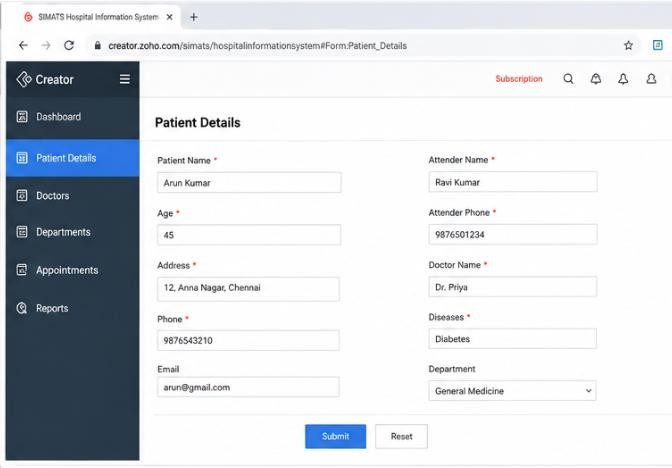 SIMATS Hospital Information System
creator.zoho.com/simats/hospitalinformationsystem#Form:Patient_Details
Creator
Subscription
Dashboard
Patient Details
Doctors
Departments
Appointments
Reports
Patient Details
Patient Name *
Arun Kumar
Age *
45
Address *
12, Anna Nagar, Chennai
Phone *
9876543210
Email
arun@gmail.com
Attender Name *
Ravi Kumar
Attender Phone *
9876501234
Doctor Name *
Dr. Priya
Diseases *
Diabetes
Department
General Medicine
Submit
Reset